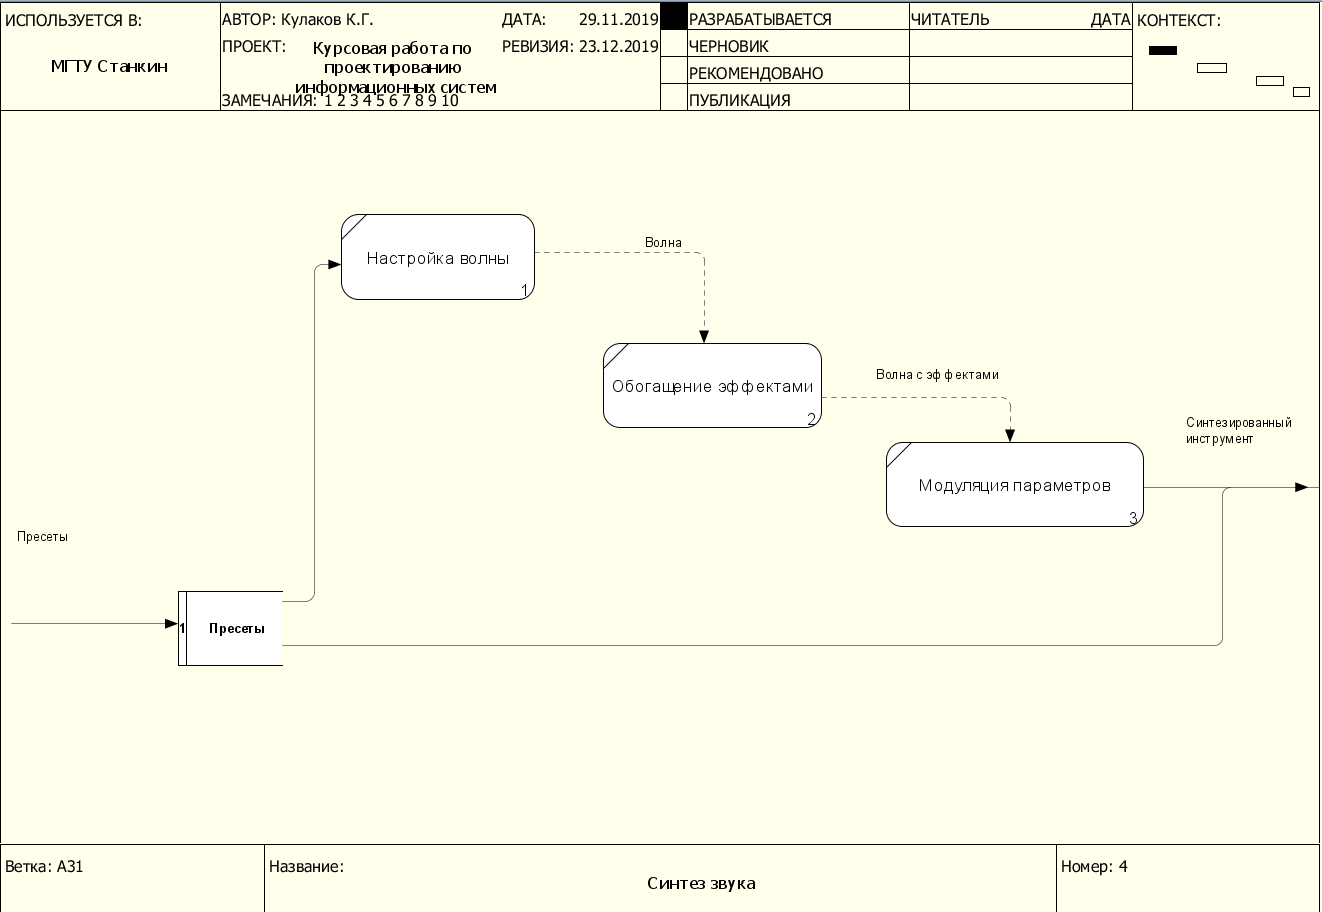 ИСПОЛЬЗУЕТСЯ В:
МГТУ Станкин
АВТОР: Кулаков К.Г.
ДАТА: 29.11.2019
ПРОЕКТ: Курсовая работа по
проектированию
информационных систем
РЕВИЗИЯ: 23.12.2019
ЗАМЕЧАНИЯ: 1 2 3 4 5 6 7 8 9 10
РАЗРАБАТЫВАЕТСЯ
ЧЕРНОВИК
РЕКОМЕНДОВАНО
ПУБЛИКАЦИЯ
ЧИТАТЕЛЬ ДАТА
КОНТЕКСТ:
Настройка волны
1
Волна
Обогащение эффектами
2
Волна с эффектами
Модуляция параметров
3
Синтезированный
инструмент
Пресеты
1 Пресеты
Ветка: A31
Название:
Синтез звука
Номер: 4